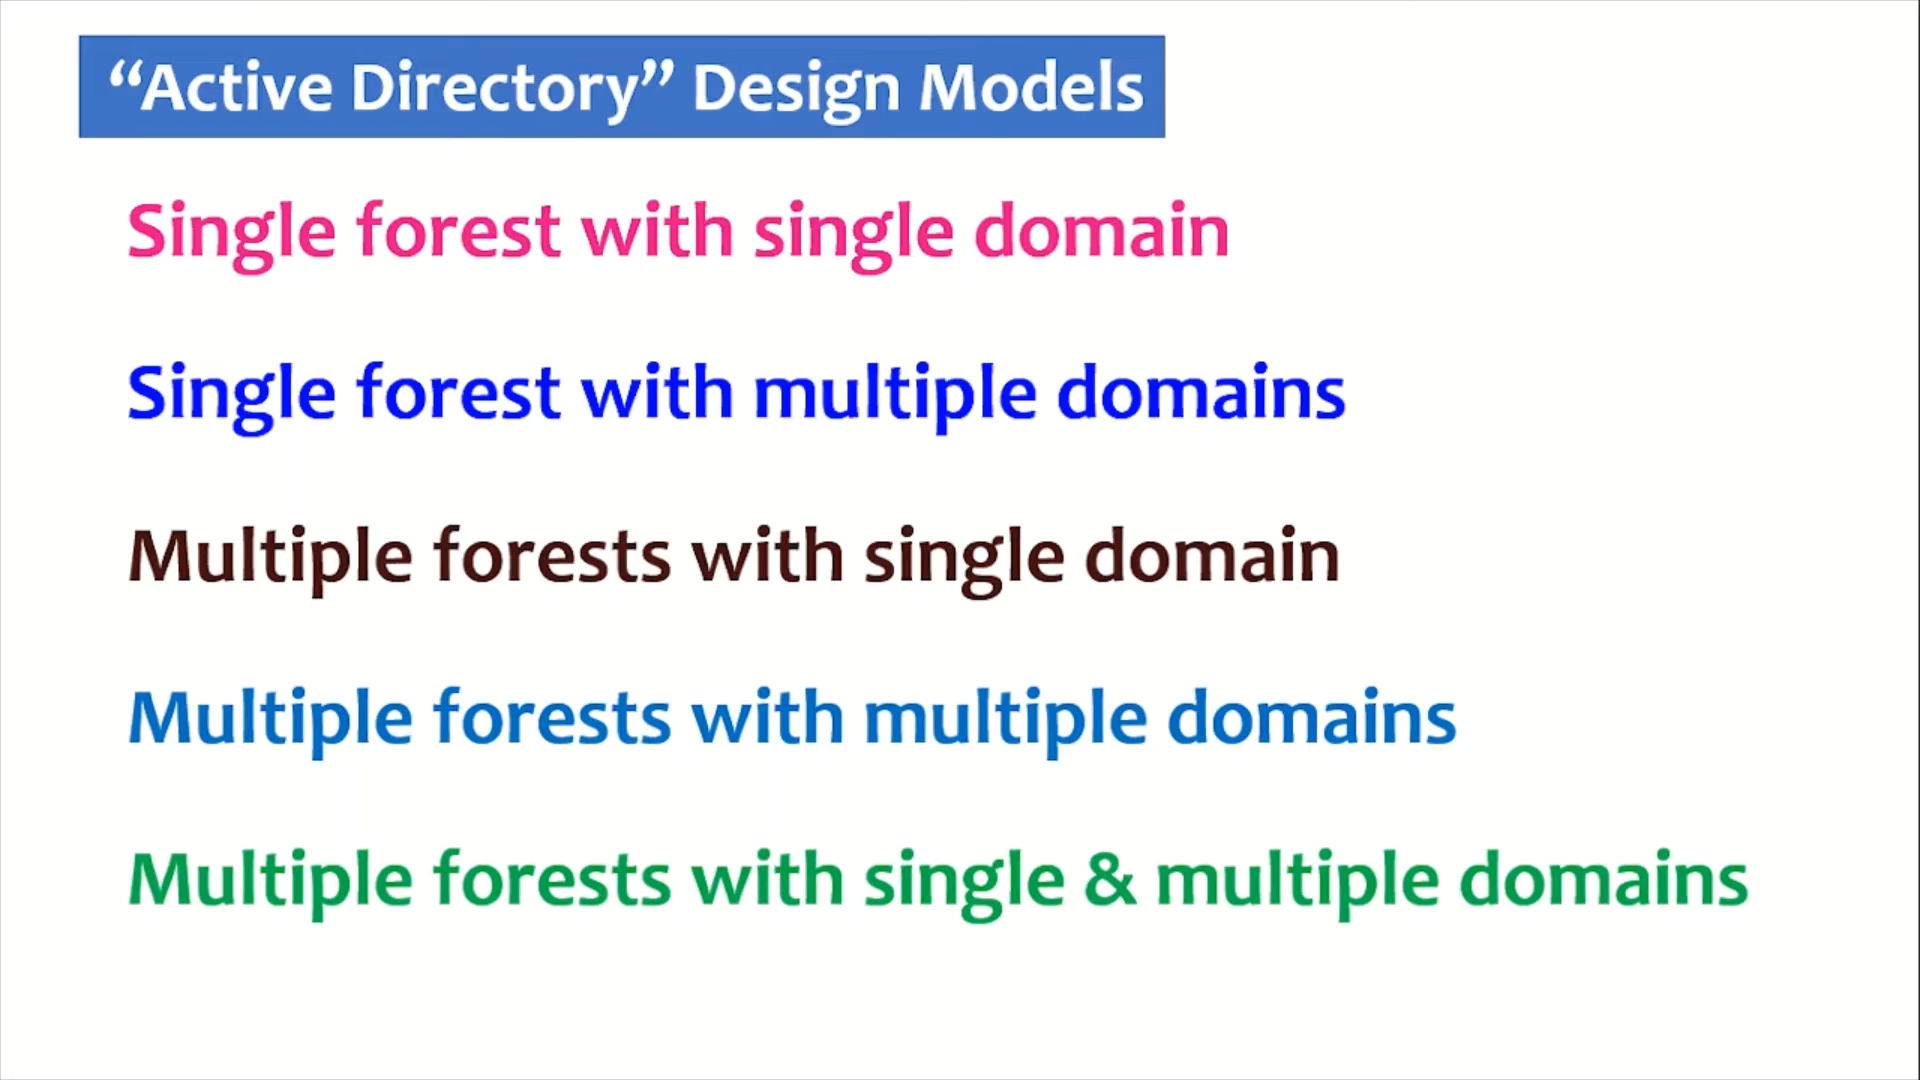 “Active Directory” Design Models
Single forest with single domain
Single forest with multiple domains
Multiple forests with single domain
Multiple forests with multiple domains
Multiple forests with single & multiple domains